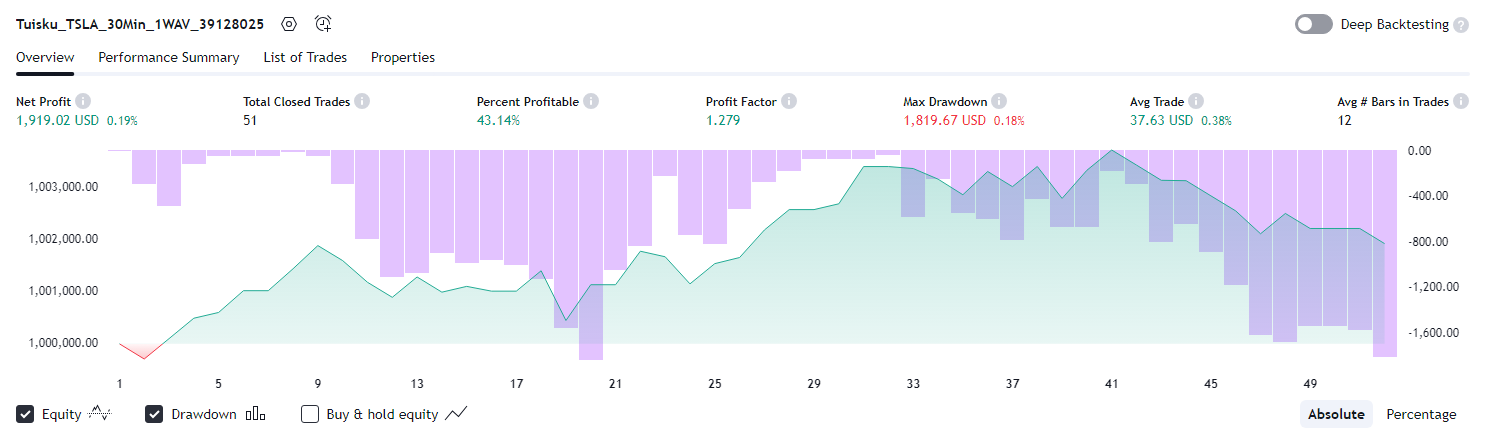 Tuisku_TSLA_30Min_1WAV_39128025 Deep Backtesting ?
Overview Performance Summary List of Trades Properties
Net Profit i Total Closed Trades i Percent Profitable i Profit Factor i Max Drawdown i Avg Trade i Avg # Bars in Trades i
1,919.02 USD 0.19% 51 43.14% 1.279 1,819.67 USD 0.18% 37.63 USD 0.38% 12
0.00
1,003,000.00
-400.00
1,002,000.00 -800.00
1,001,000.00 -1,200.00
1,000,000.00 -1,600.00
1 5 9 13 17 21 25 29 33 37 41 45 49
Equity Drawdown Buy & hold equity Absolute Percentage